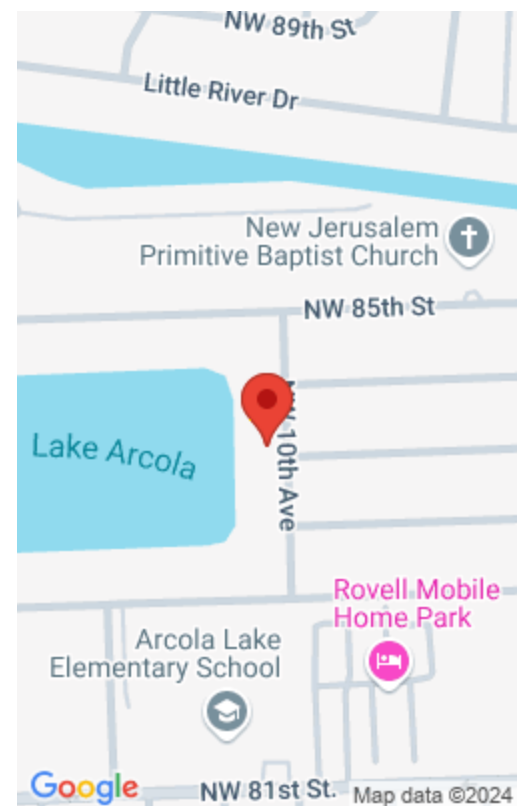 NW 89th St
Little River Dr
New Jerusalem
Primitive Baptist Church
NW 85th St
NW 10th Ave
Lake Arcola
Rovell Mobile
Home Park
Arcola Lake
Elementary School
NW 81st St.
Google
Map data ©2024